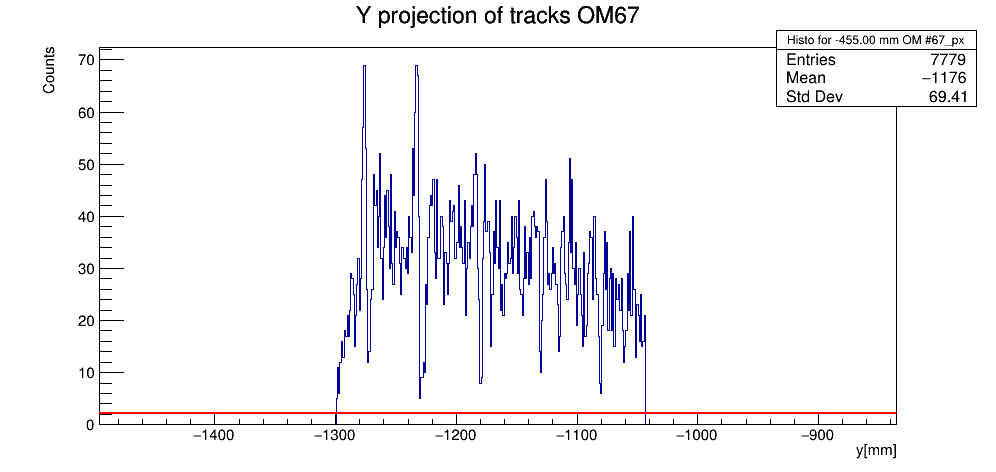 Y projection of tracks OM67
Histo for -455.00 mm OM #67_px
Entries 7779
Mean −1176
Std Dev 69.41
Counts
70
60
50
40
30
20
10
0
−1400 −1300 −1200 −1100 −1000 −900
y[mm]